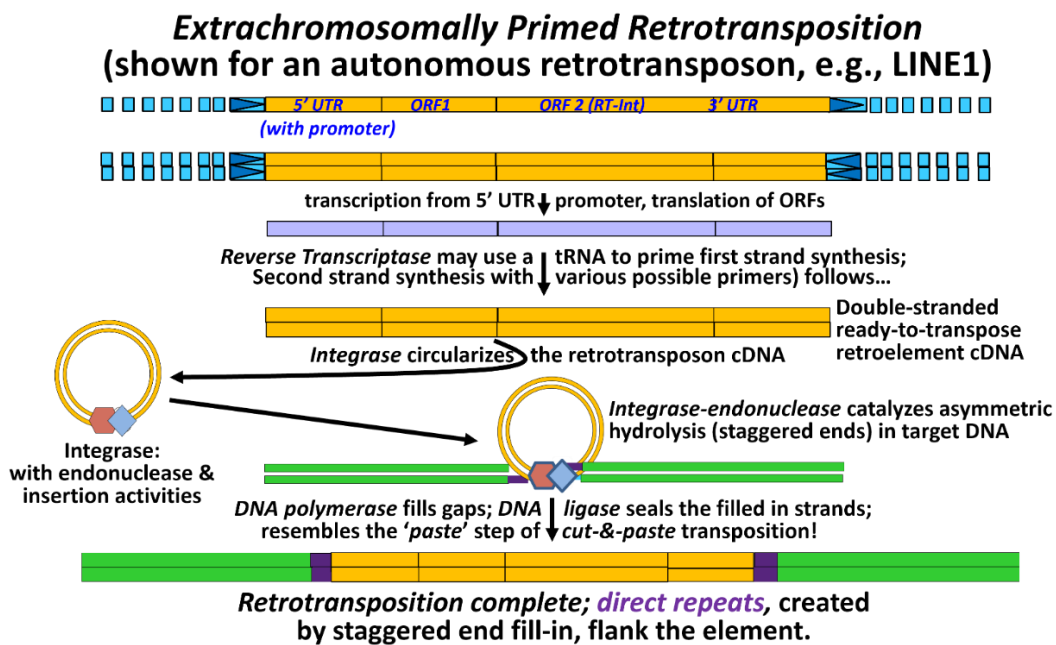 Extrachromosomally Primed Retrotransposition
(shown for an autonomous retrotransposon, e.g., LINE1)
5' UTR ORF1 ORF 2 (RT-Int) 3' UTR
(with promoter)
transcription from 5' UTR promoter, translation of ORFs
Reverse Transcriptase may use a tRNA to prime first strand synthesis;
Second strand synthesis with various possible primers) follows…
Double-stranded
ready-to-transpose
retroelement cDNA
Integrase circularizes the retrotransposon cDNA
Integrase-endonuclease catalyzes asymmetric
hydrolysis (staggered ends) in target DNA
Integrase:
with endonuclease &
insertion activities
DNA polymerase fills gaps; DNA ligase seals the filled in strands;
resembles the 'paste' step of cut-&-paste transposition!
Retrotransposition complete; direct repeats, created
by staggered end fill-in, flank the element.